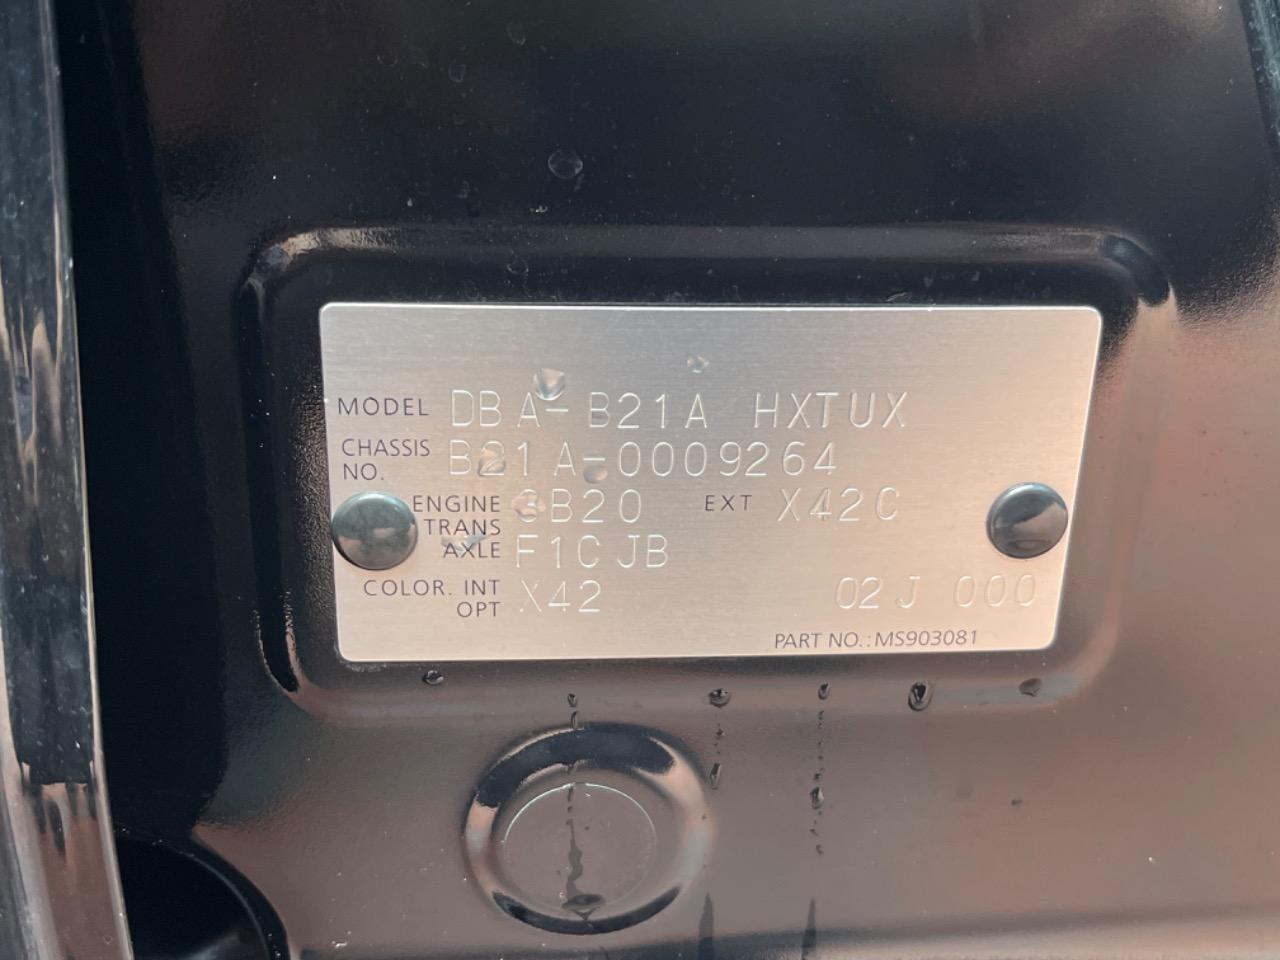 MODEL DBA-B21A HXTUX
CHASSIS NO. B21A-0009264
ENGINE 3B20 EXT X42C
TRANS AXLE F1CJB
COLOR. INT OPT X42 02J 000
PART NO.: MS903081